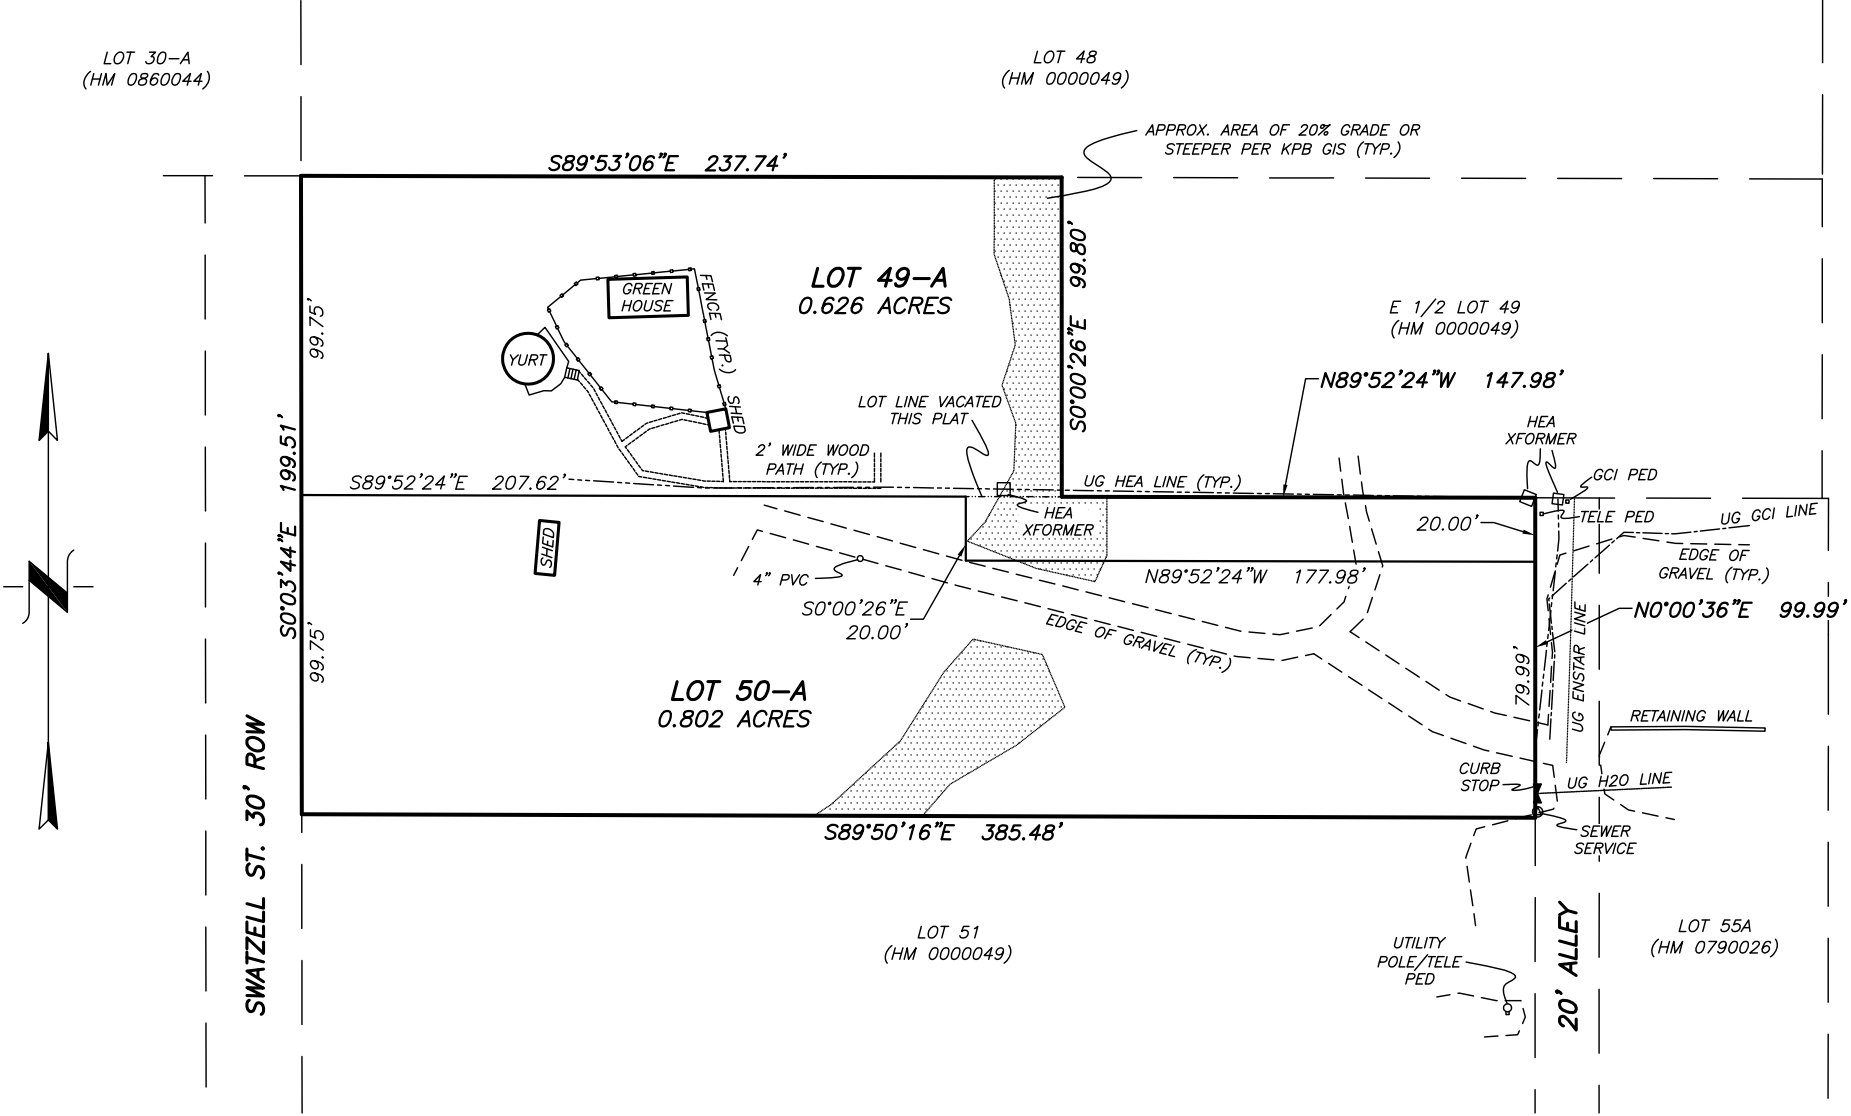 LOT 30-A
(HM 0860044)
LOT 48
(HM 0000049)
APPROX. AREA OF 20% GRADE OR
STEEPER PER KPB GIS (TYP.)
S89°53'06"E 237.74'
LOT 49-A
0.626 ACRES
99.80'
S0°00'26"E
GREEN
HOUSE
FENCE (TYP.)
YURT
SHED
99.75'
E 1/2 LOT 49
(HM 0000049)
N89°52'24"W 147.98'
LOT LINE VACATED
THIS PLAT
2' WIDE WOOD
PATH (TYP.)
HEA
XFORMER
GCI PED
S89°52'24"E 207.62'
UG HEA LINE (TYP.)
S0°03'44"E 199.51'
HEA
XFORMER
20.00'
TELE PED
UG GCI LINE
EDGE OF
GRAVEL (TYP.)
SHED
4" PVC
N89°52'24"W 177.98'
S0°00'26"E
20.00'
EDGE OF GRAVEL (TYP.)
N0°00'36"E 99.99'
UG ENSTAR LINE
79.99'
99.75'
LOT 50-A
0.802 ACRES
RETAINING WALL
CURB
STOP
UG H2O LINE
S89°50'16"E 385.48'
SEWER
SERVICE
SWATZELL ST. 30' ROW
LOT 51
(HM 0000049)
UTILITY
POLE/TELE
PED
20' ALLEY
LOT 55A
(HM 0790026)
N